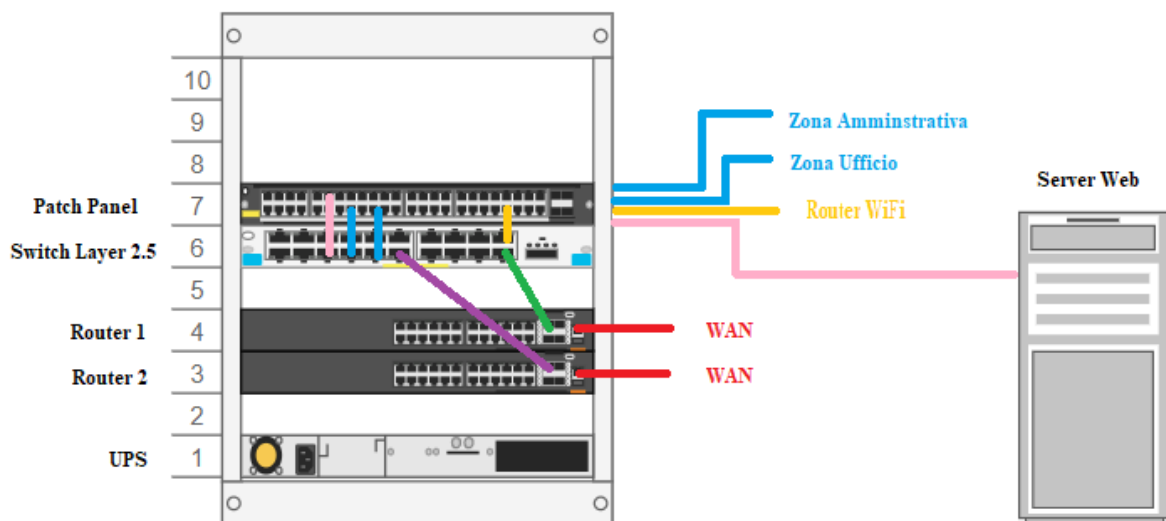 10
9
Zona Amminstrativa
8
Zona Ufficio
Server Web
Patch Panel
7
Router WiFi
Switch Layer 2.5
6
5
Router 1
4
WAN
Router 2
3
WAN
2
UPS
1